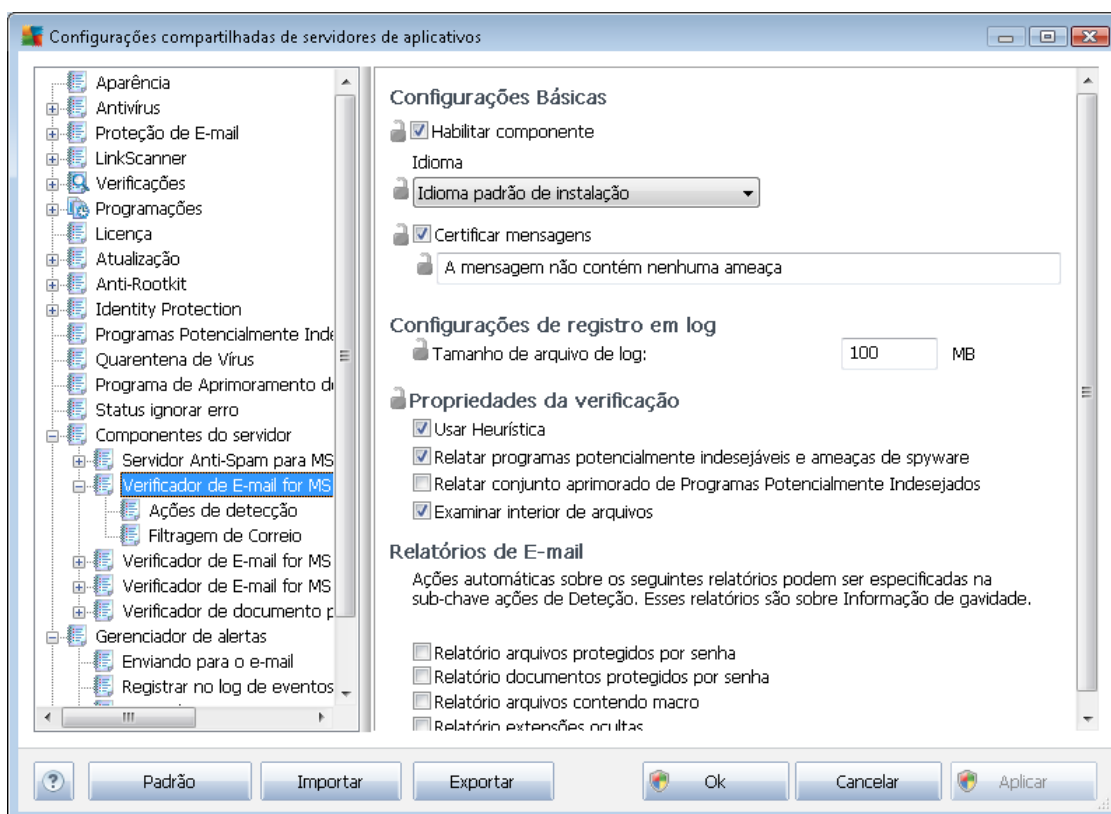 Configurações compartilhadas de servidores de aplicativos
Aparência
Antivírus
Proteção de E-mail
LinkScanner
Verificações
Programações
Licença
Atualização
Anti-Rootkit
Identity Protection
Programas Potencialmente Inde
Quarentena de Vírus
Programa de Aprimoramento d
Status ignorar erro
Componentes do servidor
Servidor Anti-Spam para MS
Verificador de E-mail for MS
Ações de detecção
Filtragem de Correio
Verificador de E-mail for MS
Verificador de E-mail for MS
Verificador de documento p
Gerenciador de alertas
Enviando para o e-mail
Registrar no log de eventos
Configurações Básicas
Habilitar componente
Idioma
Idioma padrão de instalação
Certificar mensagens
A mensagem não contém nenhuma ameaça
Configurações de registro em log
Tamanho de arquivo de log: 100 MB
Propriedades da verificação
Usar Heurística
Relatar programas potencialmente indesejáveis e ameaças de spyware
Relatar conjunto aprimorado de Programas Potencialmente Indesejados
Examinar interior de arquivos
Relatórios de E-mail
Ações automáticas sobre os seguintes relatórios podem ser especificadas na
sub-chave ações de Deteção. Esses relatórios são sobre Informação de gavidade.
Relatório arquivos protegidos por senha
Relatório documentos protegidos por senha
Relatório arquivos contendo macro
Relatório extensões ocultas
? Padrão Importar Exportar Ok Cancelar Aplicar